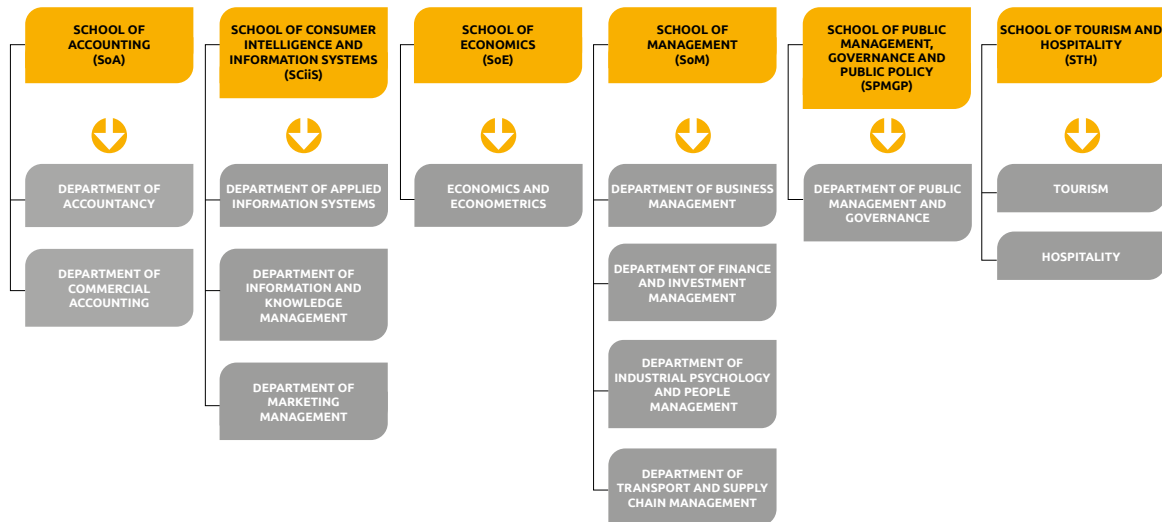 SCHOOL OF
ACCOUNTING
(SoA)
DEPARTMENT OF
ACCOUNTANCY
DEPARTMENT OF
COMMERCIAL
ACCOUNTING
SCHOOL OF CONSUMER
INTELLIGENCE AND
INFORMATION SYSTEMS
(SCiiS)
DEPARTMENT OF APPLIED
INFORMATION SYSTEMS
DEPARTMENT OF
INFORMATION AND
KNOWLEDGE
MANAGEMENT
DEPARTMENT OF
MARKETING
MANAGEMENT
SCHOOL OF
ECONOMICS
(SoE)
ECONOMICS AND
ECONOMETRICS
SCHOOL OF
MANAGEMENT
(SoM)
DEPARTMENT OF BUSINESS
MANAGEMENT
DEPARTMENT OF FINANCE
AND INVESTMENT
MANAGEMENT
DEPARTMENT OF
INDUSTRIAL PSYCHOLOGY
AND PEOPLE
MANAGEMENT
DEPARTMENT OF
TRANSPORT AND SUPPLY
CHAIN MANAGEMENT
SCHOOL OF PUBLIC
MANAGEMENT,
GOVERNANCE AND
PUBLIC POLICY
(SPMGP)
DEPARTMENT OF PUBLIC
MANAGEMENT AND
GOVERNANCE
SCHOOL OF TOURISM AND
HOSPITALITY
(STH)
TOURISM
HOSPITALITY